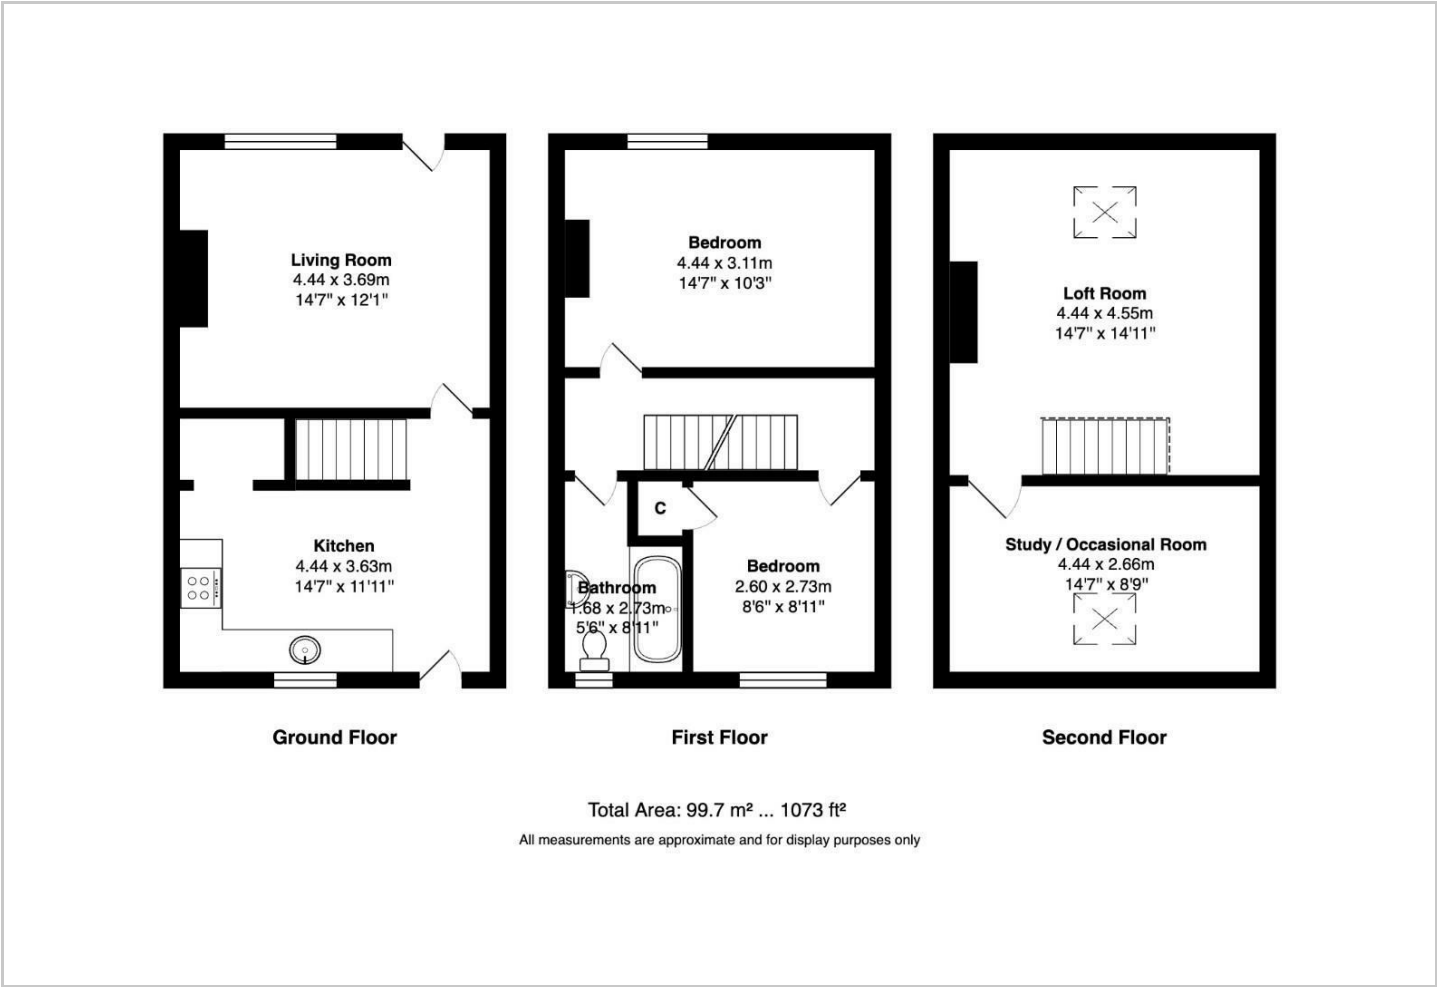 Living Room
4.44 x 3.69m
14'7" x 12'1"
Kitchen
4.44 x 3.63m
14'7" x 11'11"
Ground Floor
Bedroom
4.44 x 3.11m
14'7" x 10'3"
C
Bathroom
1.68 x 2.73m
5'6" x 8'11"
Bedroom
2.60 x 2.73m
8'6" x 8'11"
First Floor
Loft Room
4.44 x 4.55m
14'7" x 14'11"
Study / Occasional Room
4.44 x 2.66m
14'7" x 8'9"
Second Floor
Total Area: 99.7 m² ... 1073 ft²
All measurements are approximate and for display purposes only